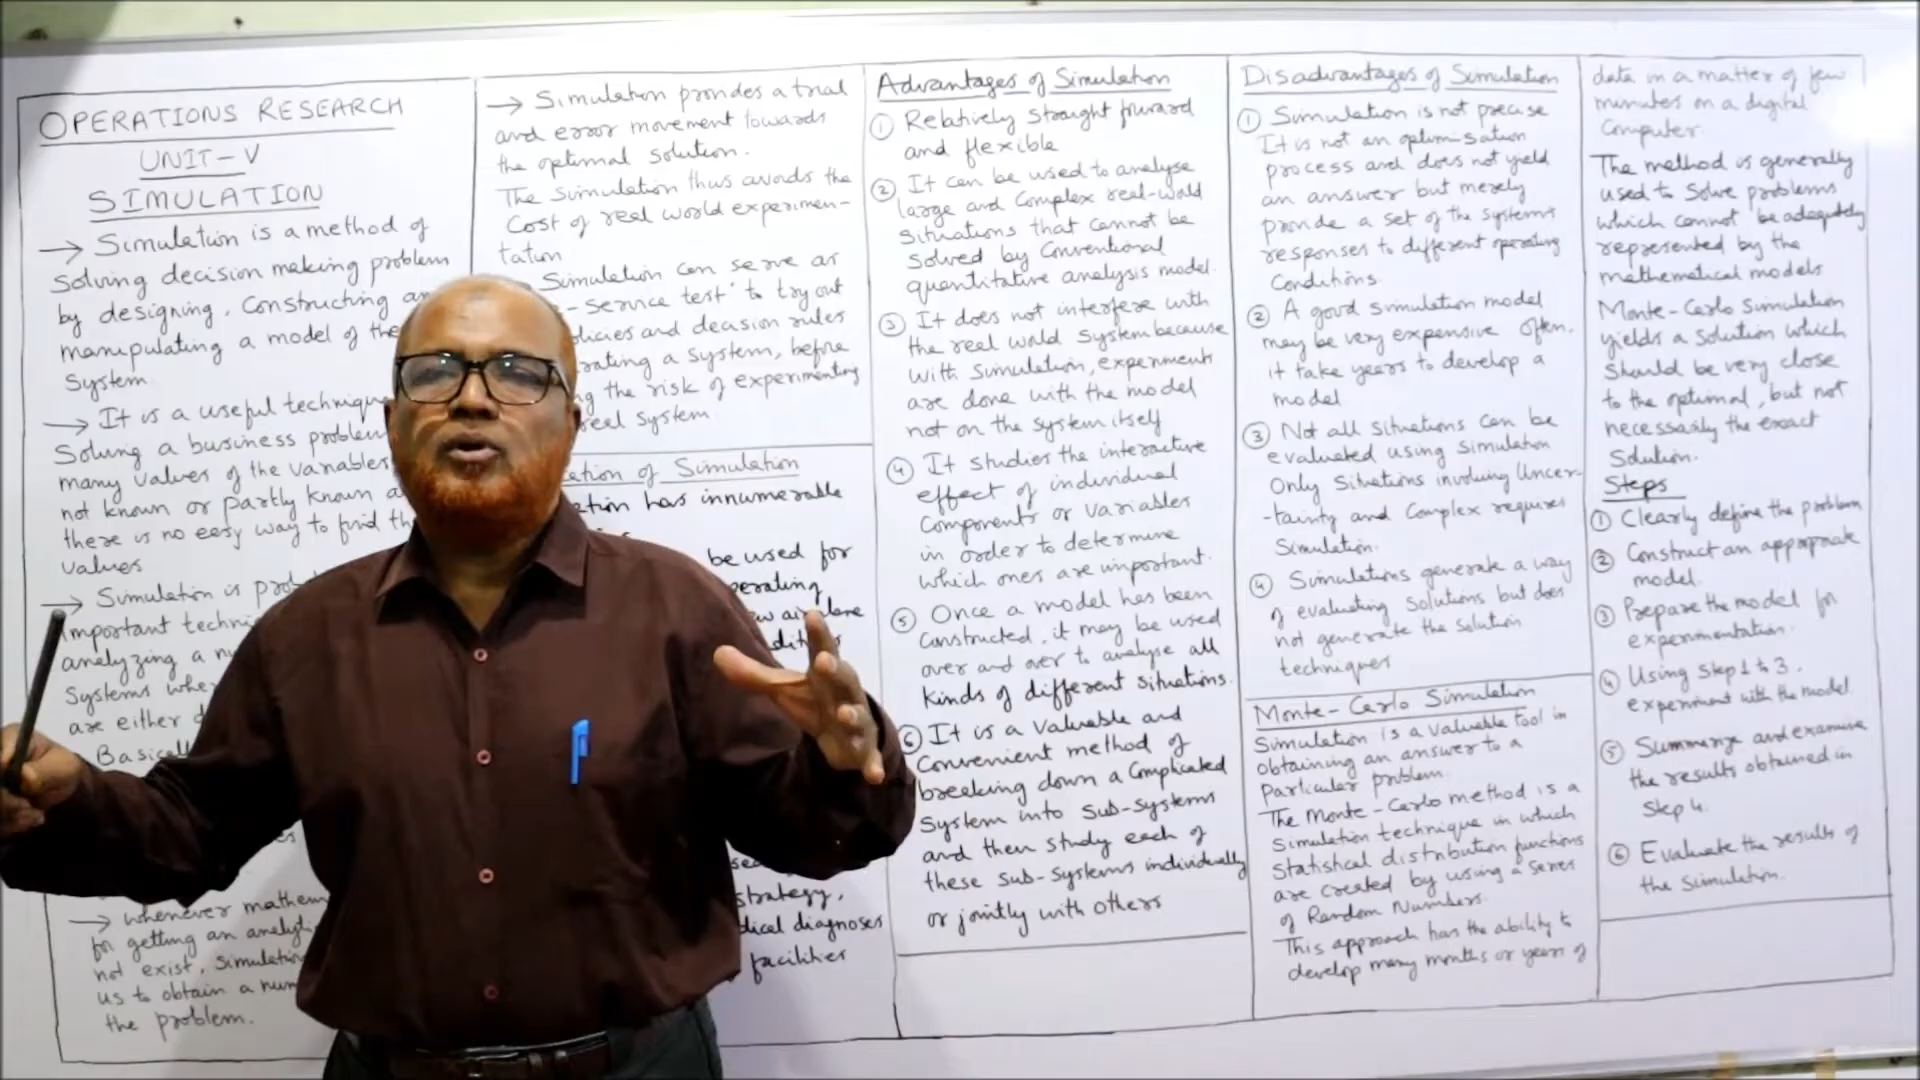 OPERATIONS RESEARCH
UNIT-V
SIMULATION
→ Simulation is a method of
Solving decision making problem
by designing, Constructing
manipulating a model of the
System
→ It is a useful technique
Solving a business problem
many values of the variables
not known or partly known
there is no easy way to find
values
→ Simulation is
important
analyzing a
Systems
are either
→ whenever
for getting an
not exist,
us to obtain a
the problem.
→ Simulation provides a trial
and error movement towards
the optimal solution.
The Simulation thus avoids the
Cost of real world experimen-
tation
Simulation can serve as
- Service test" to try out
and decision rules
a system, before
the risk of experimenting
real system.
of Simulation
has innumerable
be used for
strategy,
diagnoses
facilities
Advantages of Simulation
① Relatively straight forward
and flexible
② It can be used to analyse
large and Complex real-world
Situations that cannot be
Solved by Conventional
quantitative analysis model.
③ It does not interfere with
the real world System because
with Simulation, experiments
are done with the model
not on the system itself
④ It studies the interactive
effect of individual
Components or variables
in order to determine
which ones are important.
⑤ Once a model has been
Constructed, it may be used
over and over to analyse all
kinds of different situations.
⑥ It is a valuable and
Convenient method of
breaking down a Complicated
System into Sub-Systems
and then study each of
these sub-systems individually
or jointly with others
Disadvantages of Simulation
① Simulation is not precise
It is not an optimisation
process and does not yield
an answer but merely
provide a set of the systems
responses to different operating
Conditions.
② A good simulation model
may be very expensive Often.
it take years to develop a
model.
③ Not all situations can be
evaluated using Simulation
Only Situations involving Uncer-
-tainty and Complex requires
Simulation.
④ Simulations generate a way
of evaluating Solutions but does
not generate the solution
techniques
Monte-Carlo Simulation
Simulation is a valuable tool in
obtaining an answer to a
Particular problem.
The Monte-Carlo method is a
Simulation technique in which
Statistical distribution functions
are created by using a series
of Random Numbers.
This approach has the ability to
develop many months or years of
data in a matter of few
minutes on a digital
Computer.
The method is generally
used to Solve problems
which cannot be adequately
represented by the
mathematical models
Monte-Carlo Simulation
yields a Solution which
should be very close
to the optimal, but not
necessarily the exact
Solution.
Steps
① Clearly define the problem
② Construct an appropriate
model.
③ Prepare the model for
experimentation.
④ Using Step 1 to 3.
experiment with the model
⑤ Summarize and examine
the results obtained in
Step 4.
⑥ Evaluate the results of
the simulation.